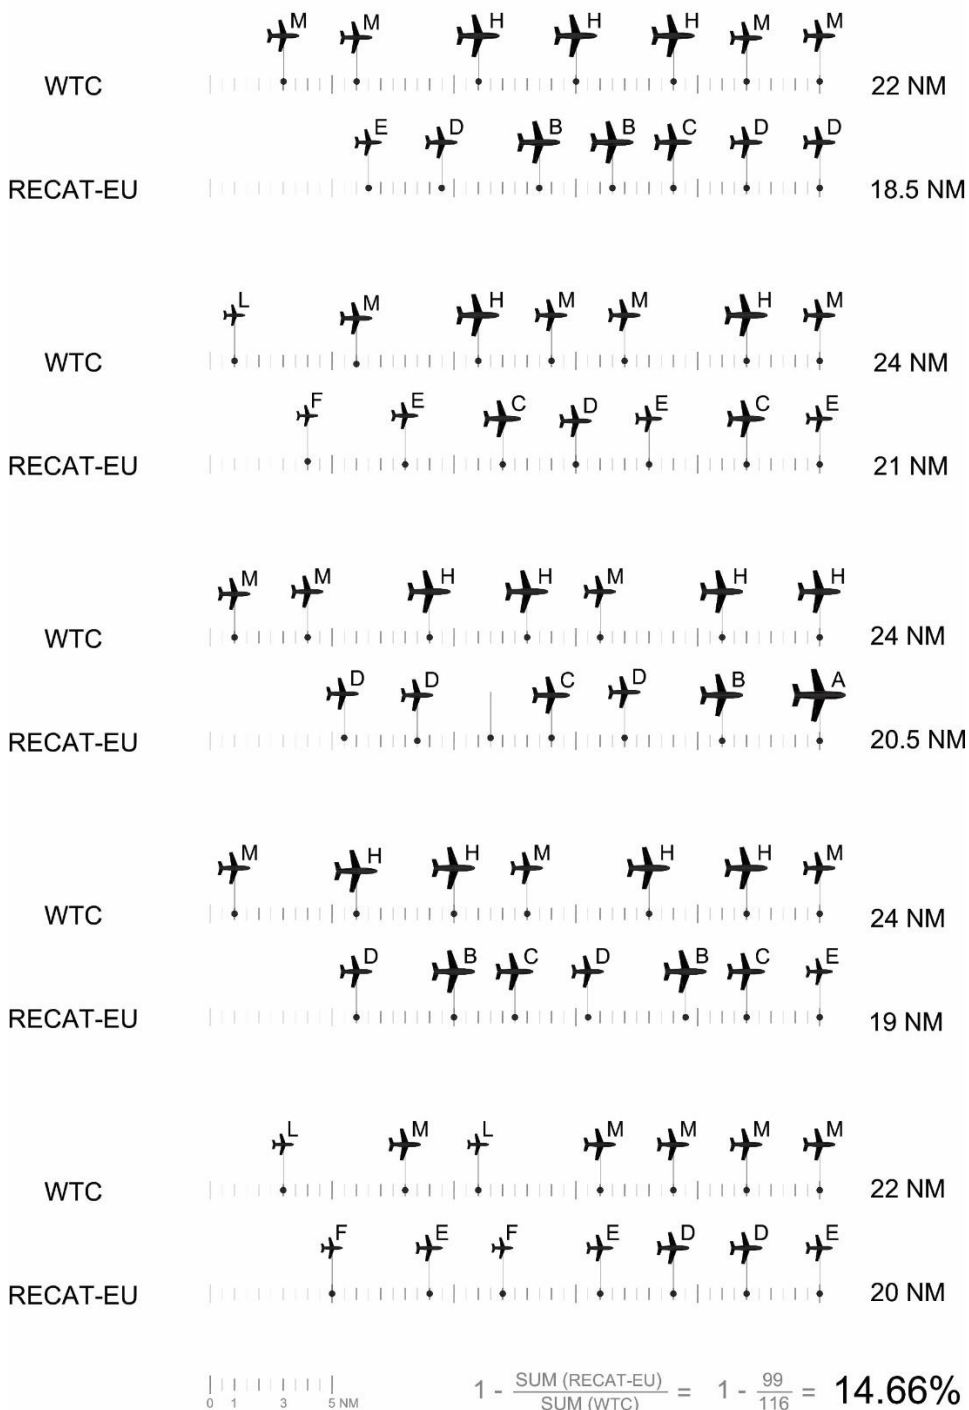 M M H H H M M
WTC 22 NM
E D B B C D D
RECAT-EU 18.5 NM
L M H M M H M
WTC 24 NM
F E C D E C E
RECAT-EU 21 NM
M M H H M H H
WTC 24 NM
D D C D B A
RECAT-EU 20.5 NM
M H H M H H M
WTC 24 NM
D B C D B C E
RECAT-EU 19 NM
L M L M M M M
WTC 22 NM
F E F E D D E
RECAT-EU 20 NM
0 1 3 5 NM
1 - SUM (RECAT-EU) / SUM (WTC) = 1 - 99 / 116 = 14.66%